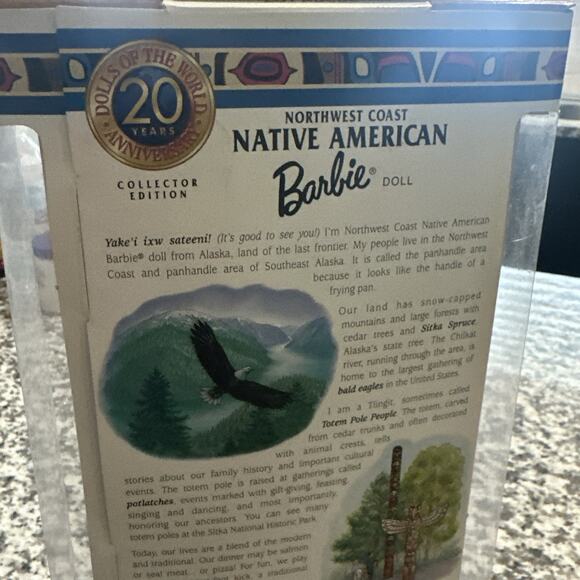 DOLLS OF THE WORLD
20
YEARS
ANNIVERSARY
COLLECTOR
EDITION
NORTHWEST COAST
NATIVE AMERICAN
Barbie® DOLL
Yake'i ixw sateeni! (It's good to see you!) I'm Northwest Coast Native American
Barbie® doll from Alaska, land of the last frontier. My people live in the Northwest
Coast and panhandle area of Southeast Alaska. It is called the panhandle area
because it looks like the handle of a
frying pan.
Our land has snow-capped
mountains and large forests with
cedar trees and Sitka Spruce,
Alaska's state tree. The Chilkat
river, running through the area, is
home to the largest gathering of
bald eagles in the United States.
I am a Tlingit, sometimes called
Totem Pole People. The totem, carved
from cedar trunks and often decorated
with animal crests, tells
stories about our family history and important cultural
events. The totem pole is raised at gatherings called
potlatches, events marked with gift-giving, feasting,
singing and dancing, and most importantly,
honoring our ancestors. You can see many
totem poles at the Sitka National Historic Park.
Today, our lives are a blend of the modern
and traditional. Our dinner may be salmon
or seal meat... or pizza! For fun, we play
kick, a traditional